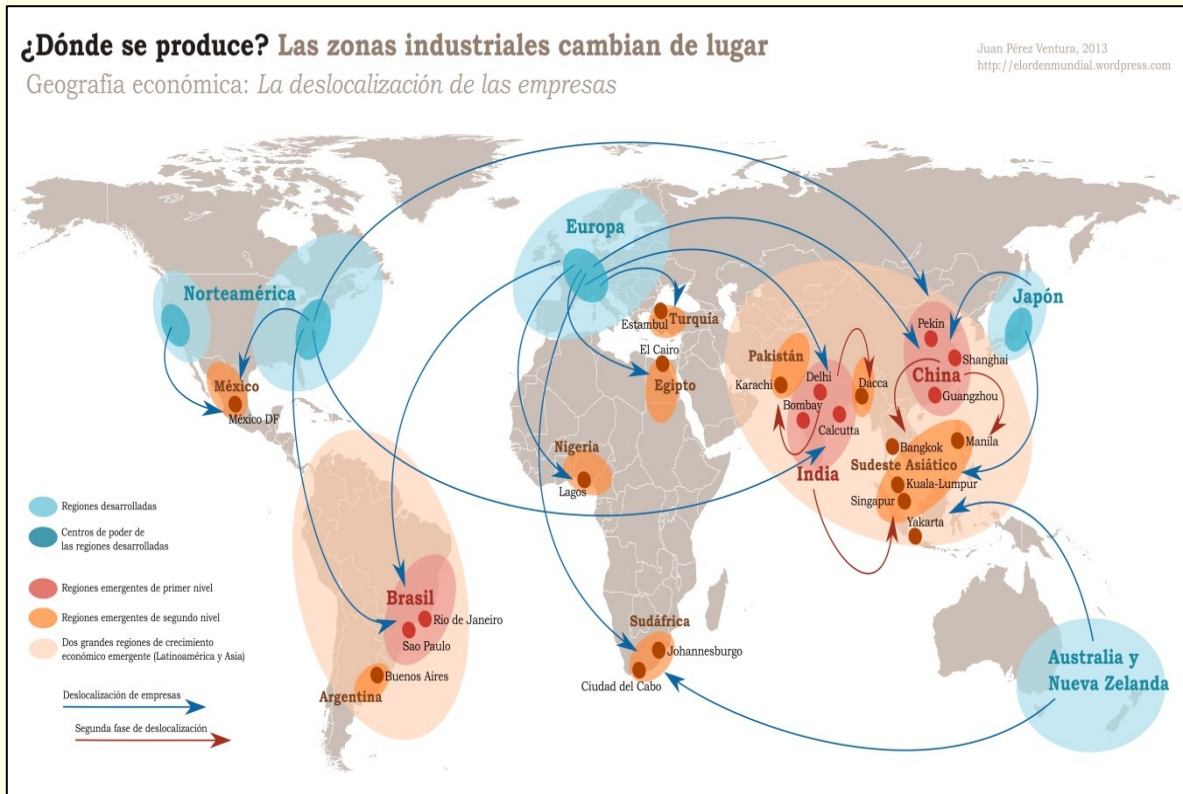 ¿Dónde se produce? Las zonas industriales cambian de lugar
Geografía económica: La deslocalización de las empresas
Juan Pérez Ventura, 2013
http://elordenmundial.wordpress.com
Norteamérica
México
México DF
Europa
Estambul
Turquía
El Cairo
Egipto
Nigeria
Lagos
Sudáfrica
Johannesburgo
Ciudad del Cabo
Brasil
Rio de Janeiro
Sao Paulo
Buenos Aires
Argentina
Pakistán
Karachi
Delhi
Bombay
Calcutta
India
Dacca
Pekín
Shanghai
China
Guangzhou
Japón
Bangkok
Manila
Sudeste Asiático
Kuala-Lumpur
Singapur
Yakarta
Australia y
Nueva Zelanda
Regiones desarrolladas
Centros de poder de
las regiones desarrolladas
Regiones emergentes de primer nivel
Regiones emergentes de segundo nivel
Dos grandes regiones de crecimiento
económico emergente (Latinoamérica y Asia)
Deslocalización de empresas
Segunda fase de deslocalización